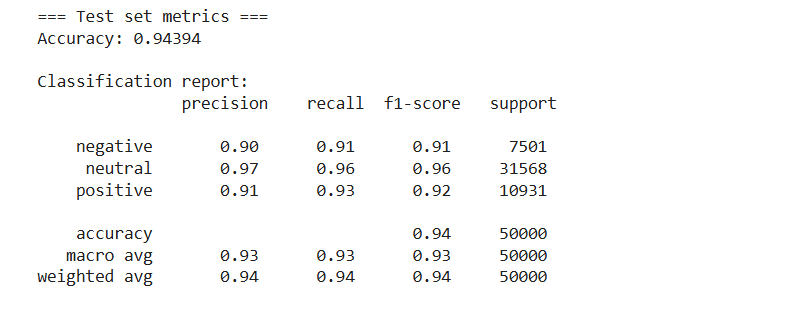 === Test set metrics ===
Accuracy: 0.94394
Classification report:
precision recall f1-score support
negative 0.90 0.91 0.91 7501
neutral 0.97 0.96 0.96 31568
positive 0.91 0.93 0.92 10931
accuracy 0.94 50000
macro avg 0.93 0.93 0.93 50000
weighted avg 0.94 0.94 0.94 50000